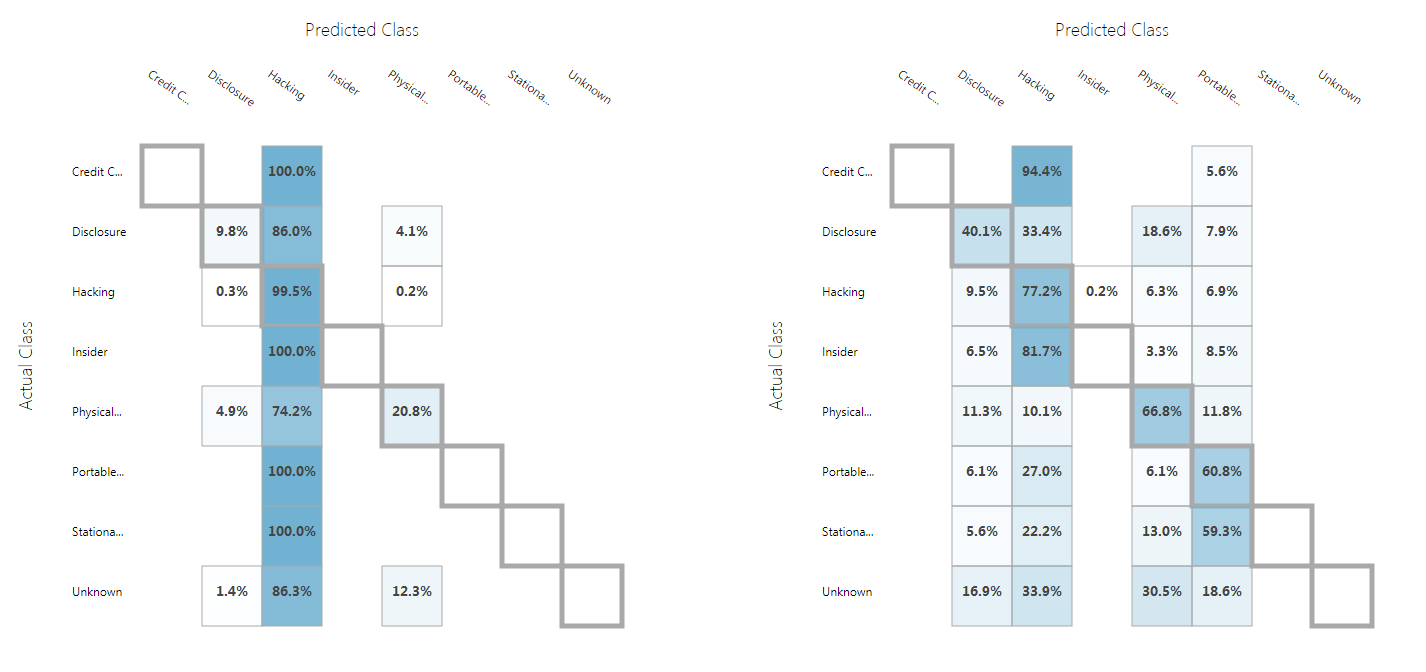 Predicted Class
Credit C... Disclosure Hacking Insider Physical... Portable... Stationa... Unknown
Actual Class
Credit C... 100.0%
Disclosure 9.8% 86.0% 4.1%
Hacking 0.3% 99.5% 0.2%
Insider 100.0%
Physical... 4.9% 74.2% 20.8%
Portable... 100.0%
Stationa... 100.0%
Unknown 1.4% 86.3% 12.3%
Predicted Class
Credit C... Disclosure Hacking Insider Physical... Portable... Stationa... Unknown
Actual Class
Credit C... 94.4% 5.6%
Disclosure 40.1% 33.4% 18.6% 7.9%
Hacking 9.5% 77.2% 0.2% 6.3% 6.9%
Insider 6.5% 81.7% 3.3% 8.5%
Physical... 11.3% 10.1% 66.8% 11.8%
Portable... 6.1% 27.0% 6.1% 60.8%
Stationa... 5.6% 22.2% 13.0% 59.3%
Unknown 16.9% 33.9% 30.5% 18.6%